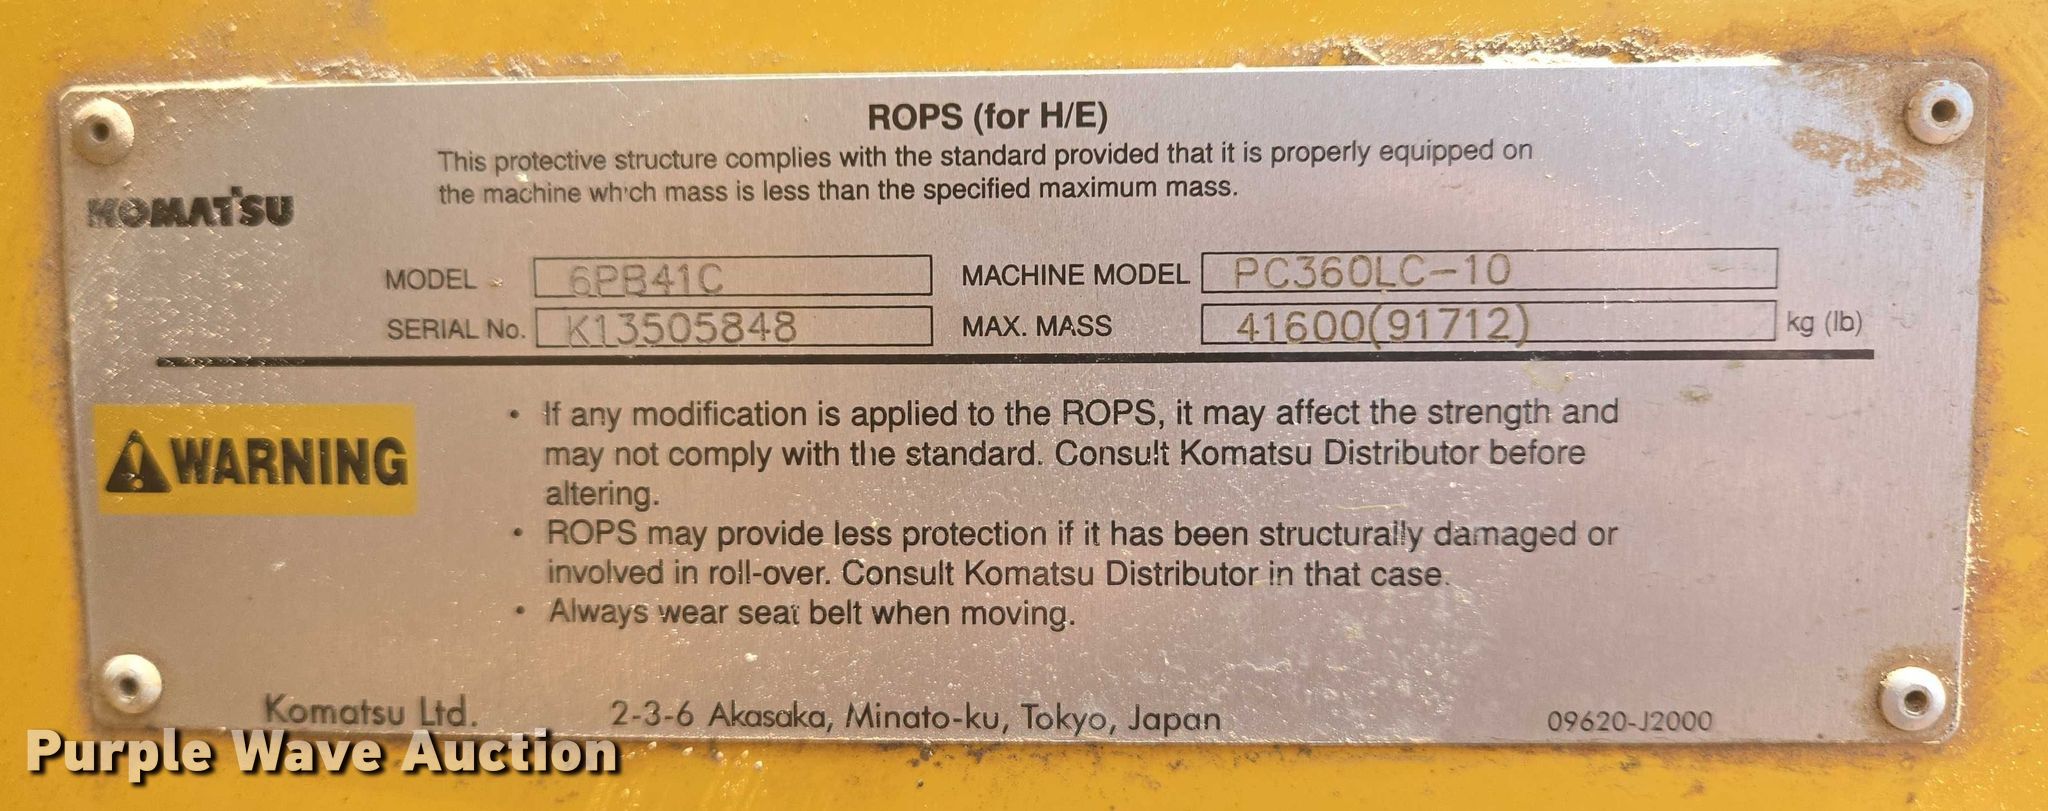 ROPS (for H/E)
This protective structure complies with the standard provided that it is properly equipped on
the machine which mass is less than the specified maximum mass.
KOMATSU
MODEL 6PB41C MACHINE MODEL PC360LC-10
SERIAL No. K13505848 MAX. MASS 41600(91712) kg (lb)
WARNING
• If any modification is applied to the ROPS, it may affect the strength and
may not comply with the standard. Consult Komatsu Distributor before
altering.
• ROPS may provide less protection if it has been structurally damaged or
involved in roll-over. Consult Komatsu Distributor in that case.
• Always wear seat belt when moving.
Komatsu Ltd. 2-3-6 Akasaka, Minato-ku, Tokyo, Japan 09620-J2000
Purple Wave Auction